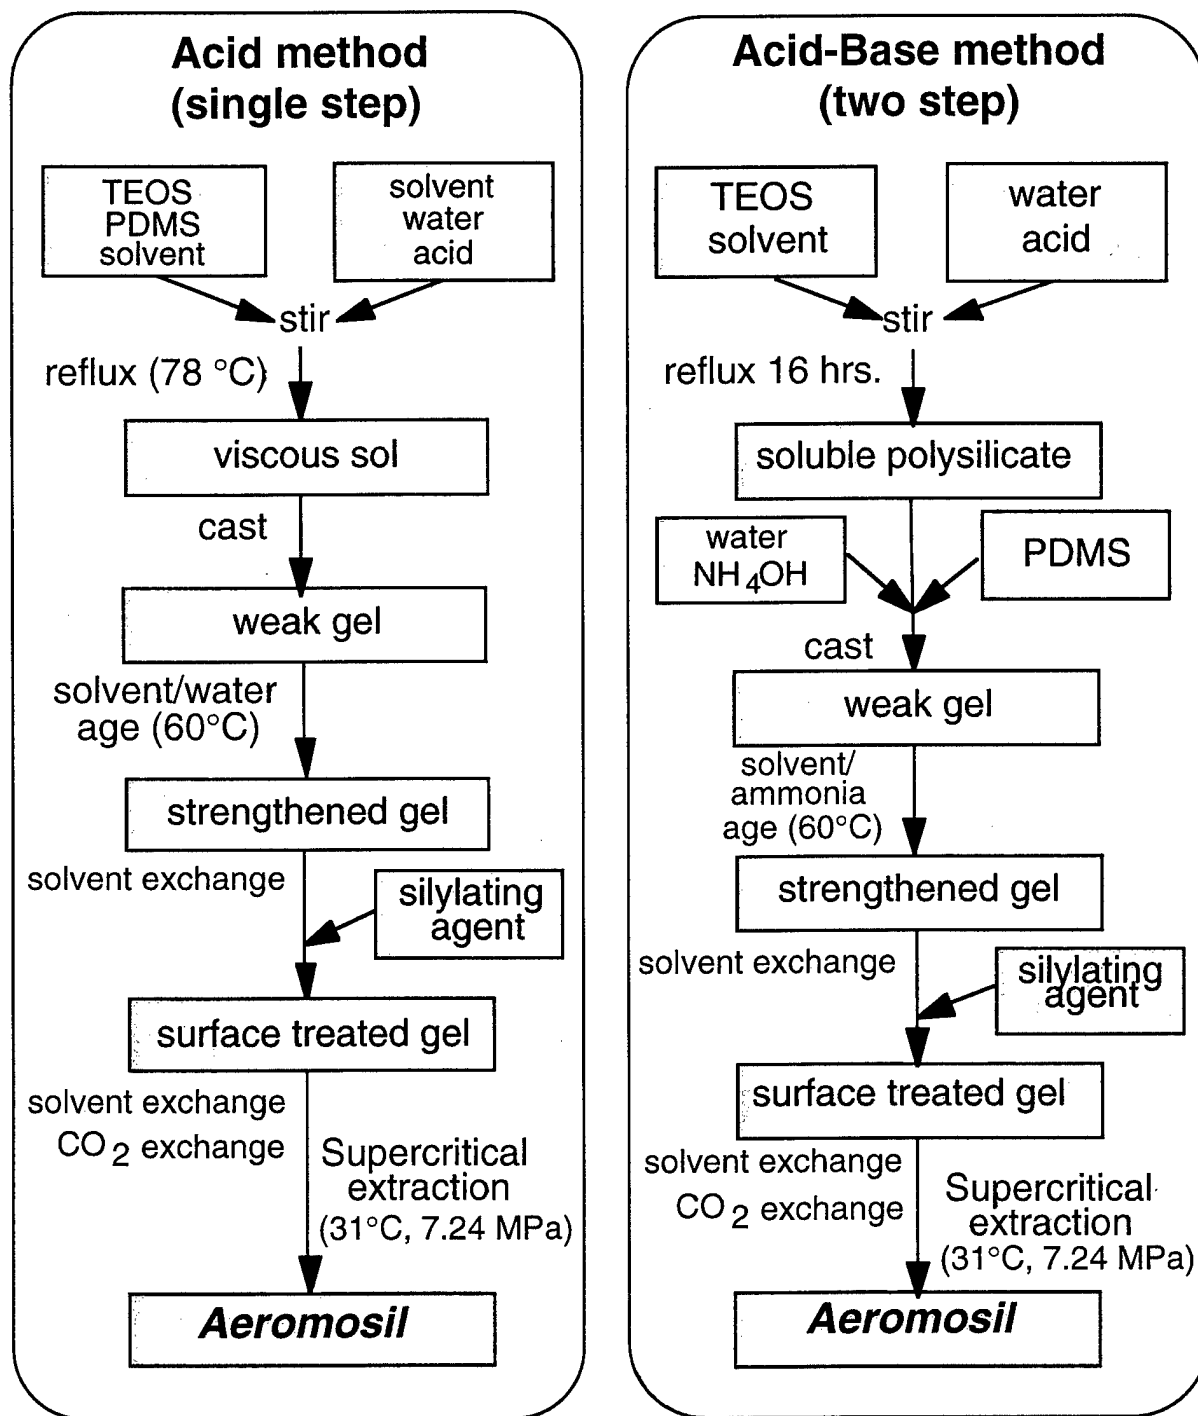 Acid method
(single step)
TEOS
PDMS
solvent
solvent
water
acid
stir
reflux (78 °C)
viscous sol
cast
weak gel
solvent/water
age (60°C)
strengthened gel
solvent exchange
silylating
agent
surface treated gel
solvent exchange
CO2 exchange
Supercritical
extraction
(31°C, 7.24 MPa)
Aeromosil
Acid-Base method
(two step)
TEOS
solvent
water
acid
stir
reflux 16 hrs.
soluble polysilicate
water
NH4OH
PDMS
cast
weak gel
solvent/
ammonia
age (60°C)
strengthened gel
solvent exchange
silylating
agent
surface treated gel
solvent exchange
CO2 exchange
Supercritical
extraction
(31°C, 7.24 MPa)
Aeromosil